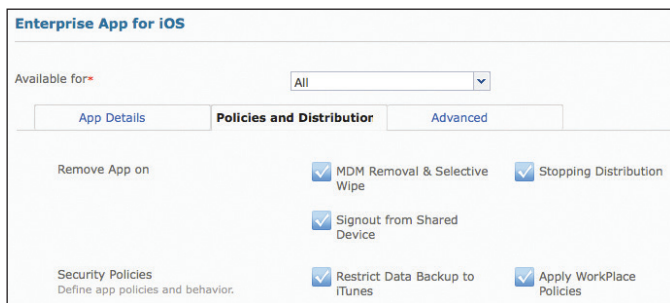 Enterprise App for iOS
Available for*
All
App Details
Policies and Distribution
Advanced
Remove App on
MDM Removal & Selective
Wipe
Stopping Distribution
Signout from Shared
Device
Security Policies
Define app policies and behavior.
Restrict Data Backup to
iTunes
Apply WorkPlace
Policies